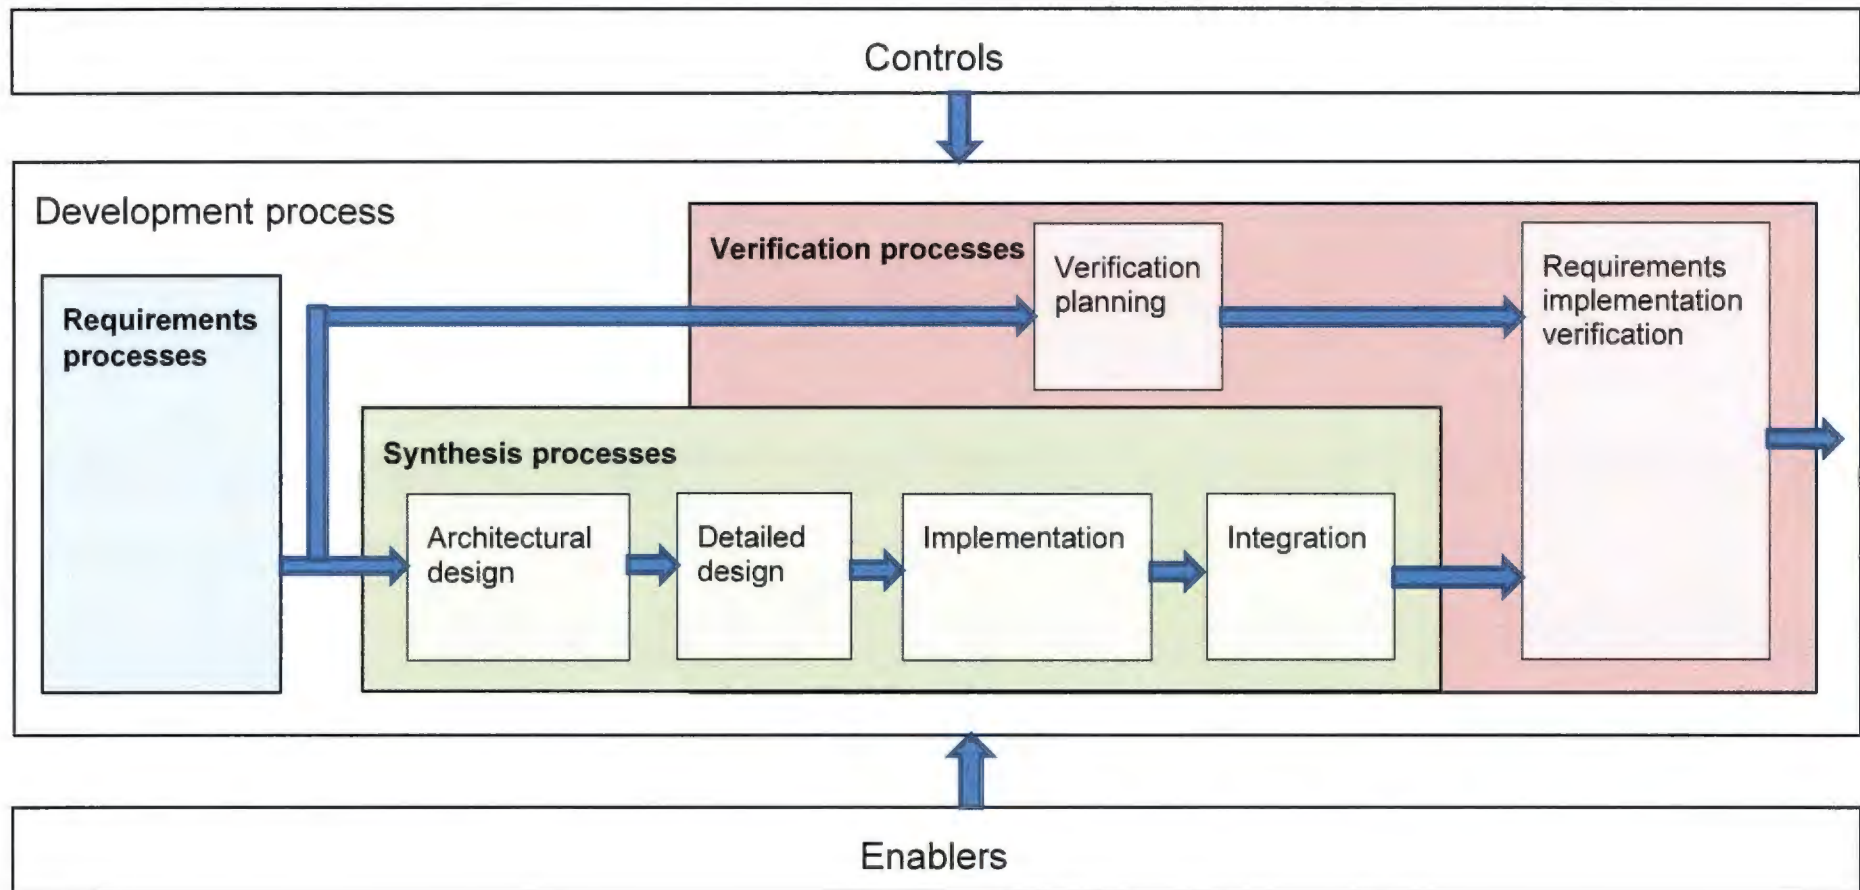 Controls
Development process
Requirements
processes
Verification processes
Verification
planning
Requirements
implementation
verification
Synthesis processes
Architectural
design
Detailed
design
Implementation
Integration
Enablers